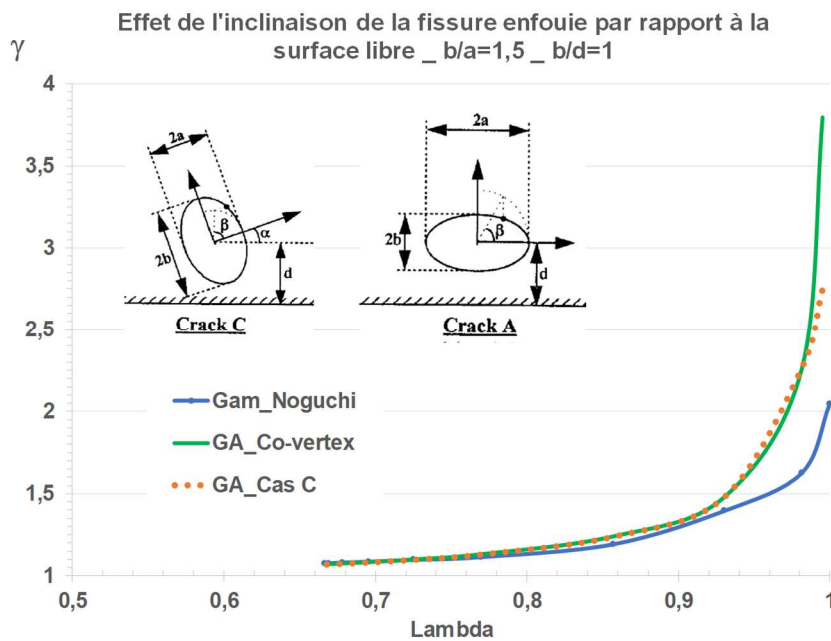 Effet de l'inclinaison de la fissure enfouie par rapport à la
surface libre _ b/a=1,5 _ b/d=1
γ
4
3,5
3
2,5
2
1,5
1
2a
2b
β
α
d
Crack C
2a
2b
β
d
Crack A
Gam_Noguchi
GA_Co-vertex
GA_Cas C
0,5
0,6
0,7
0,8
0,9
1
Lambda